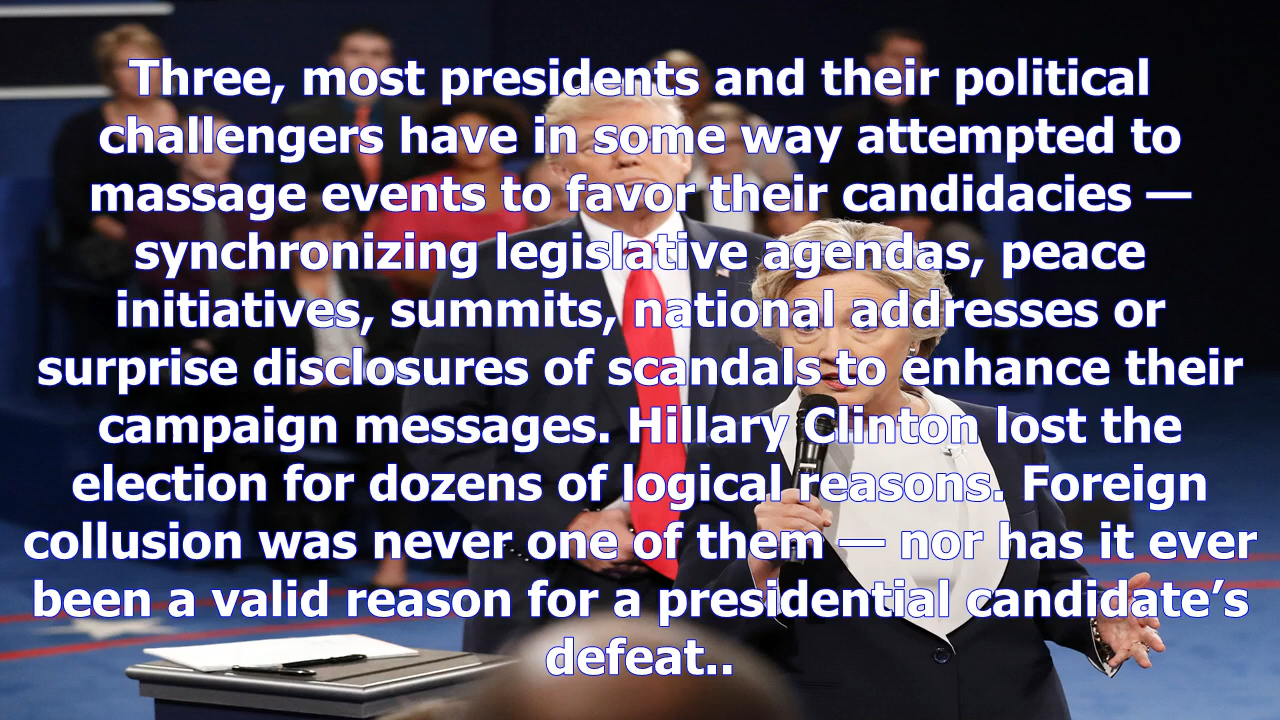 Three, most presidents and their political
challengers have in some way attempted to
massage events to favor their candidacies —
synchronizing legislative agendas, peace
initiatives, summits, national addresses or
surprise disclosures of scandals to enhance their
campaign messages. Hillary Clinton lost the
election for dozens of logical reasons. Foreign
collusion was never one of them — nor has it ever
been a valid reason for a presidential candidate’s
defeat..